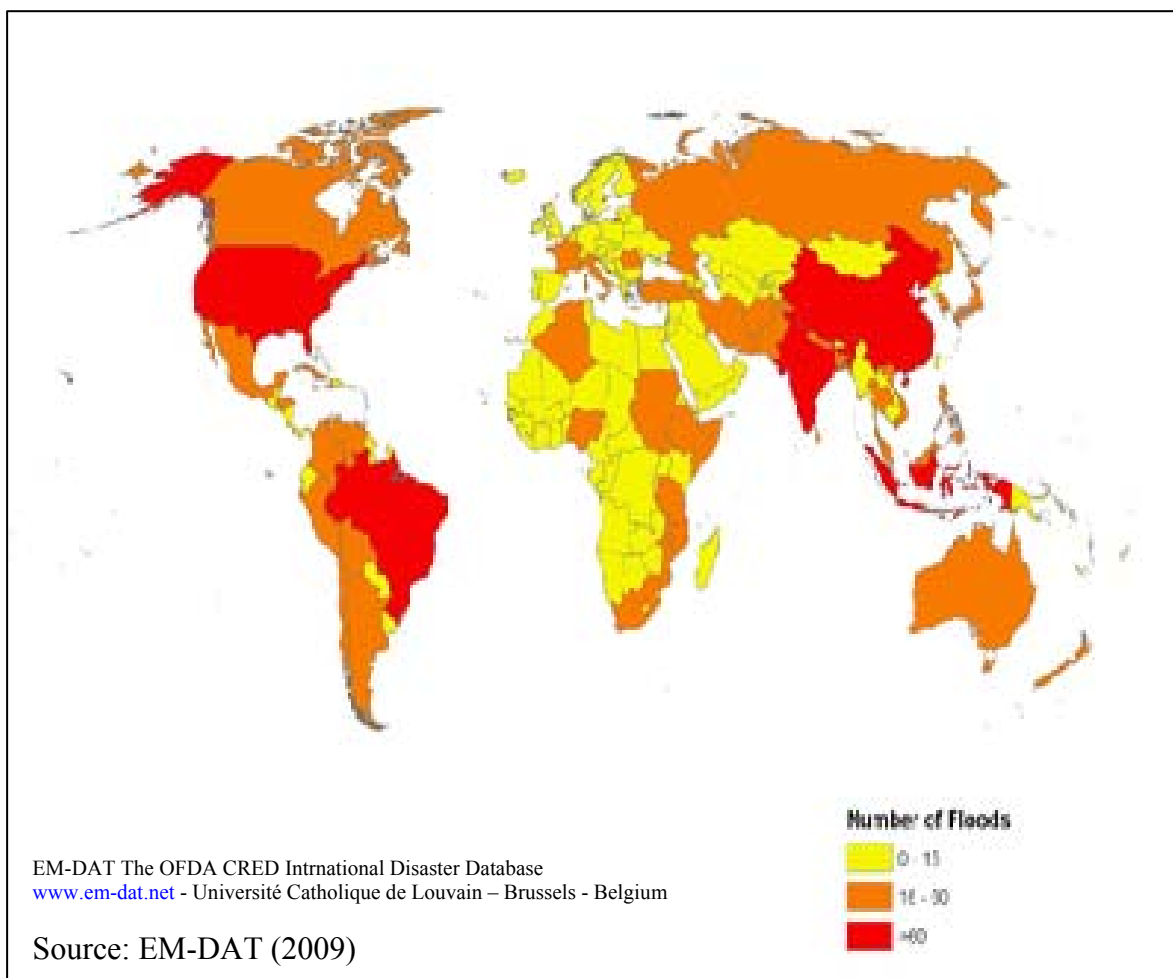 Number of Floods
0 - 15
EM-DAT The OFDA CRED Intrnational Disaster Database
www.em-dat.net - Université Catholique de Louvain – Brussels - Belgium
Source: EM-DAT (2009)